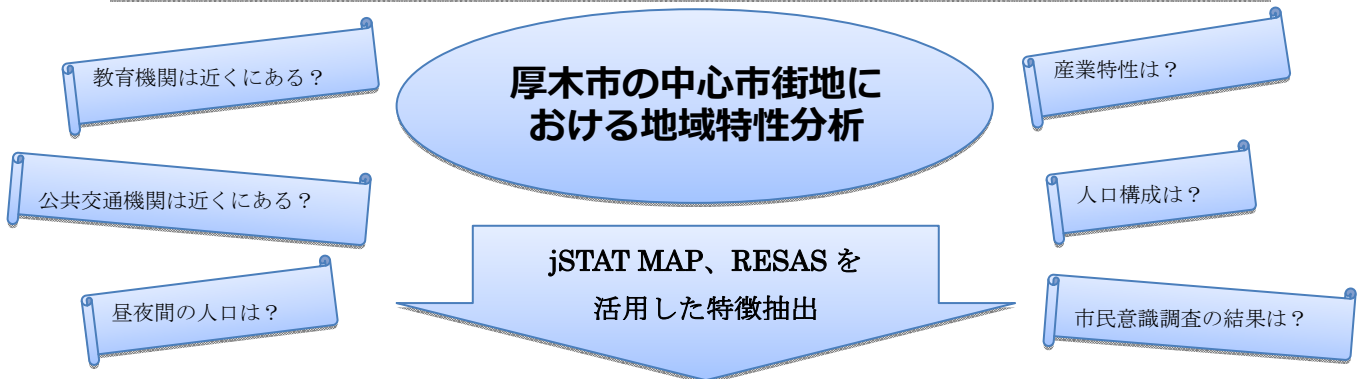 教育機関は近くにある？
厚木市の中心市街地に
おける地域特性分析
産業特性は？
公共交通機関は近くにある？
人口構成は？
jSTAT MAP、RESAS を
活用した特徴抽出
昼夜間の人口は？
市民意識調査の結果は？